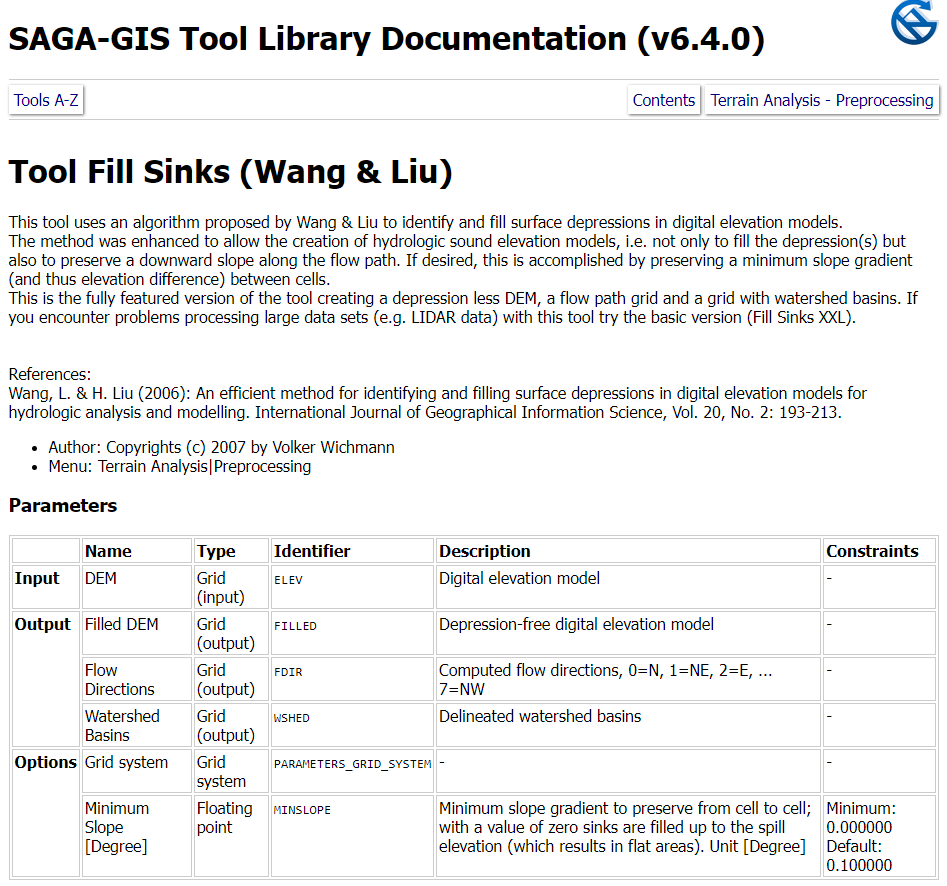 SAGA-GIS Tool Library Documentation (v6.4.0)
Tools A-Z
Contents
Terrain Analysis - Preprocessing
Tool Fill Sinks (Wang & Liu)
This tool uses an algorithm proposed by Wang & Liu to identify and fill surface depressions in digital elevation models.
The method was enhanced to allow the creation of hydrologic sound elevation models, i.e. not only to fill the depression(s) but
also to preserve a downward slope along the flow path. If desired, this is accomplished by preserving a minimum slope gradient
(and thus elevation difference) between cells.
This is the fully featured version of the tool creating a depression less DEM, a flow path grid and a grid with watershed basins. If
you encounter problems processing large data sets (e.g. LIDAR data) with this tool try the basic version (Fill Sinks XXL).
References:
Wang, L. & H. Liu (2006): An efficient method for identifying and filling surface depressions in digital elevation models for
hydrologic analysis and modelling. International Journal of Geographical Information Science, Vol. 20, No. 2: 193-213.
• Author: Copyrights (c) 2007 by Volker Wichmann
• Menu: Terrain Analysis|Preprocessing
Parameters
Name Type Identifier Description Constraints
Input DEM Grid ELEV Digital elevation model -
(input)
Output Filled DEM Grid FILLED Depression-free digital elevation model -
(output)
Flow Grid FDIR Computed flow directions, 0=N, 1=NE, 2=E, ... -
Directions (output) 7=NW
Watershed Grid WSHED Delineated watershed basins -
Basins (output)
Options Grid system Grid PARAMETERS_GRID_SYSTEM - -
system
Minimum Floating MINSLOPE Minimum slope gradient to preserve from cell to cell; Minimum:
Slope point with a value of zero sinks are filled up to the spill 0.000000
[Degree] elevation (which results in flat areas). Unit [Degree] Default:
0.100000